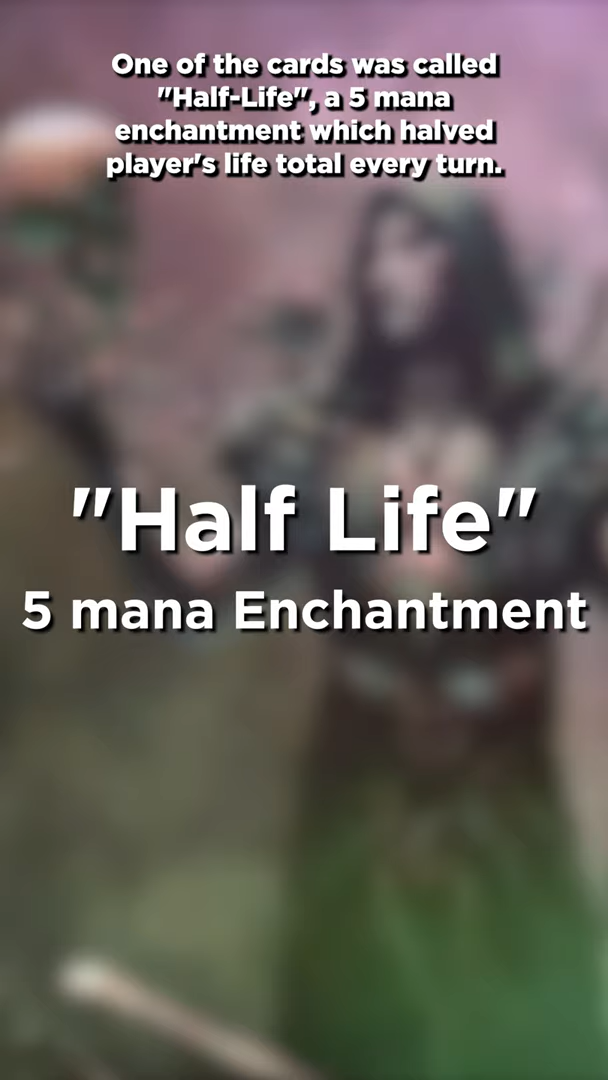 One of the cards was called
"Half-Life", a 5 mana
enchantment which halved
player's life total every turn.
"Half Life"
5 mana Enchantment